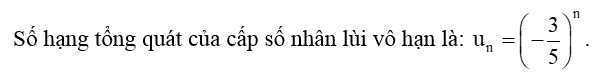 Số hạng tổng quát của cấp số nhân lùi vô hạn là: uₙ = (−3/5)ⁿ.